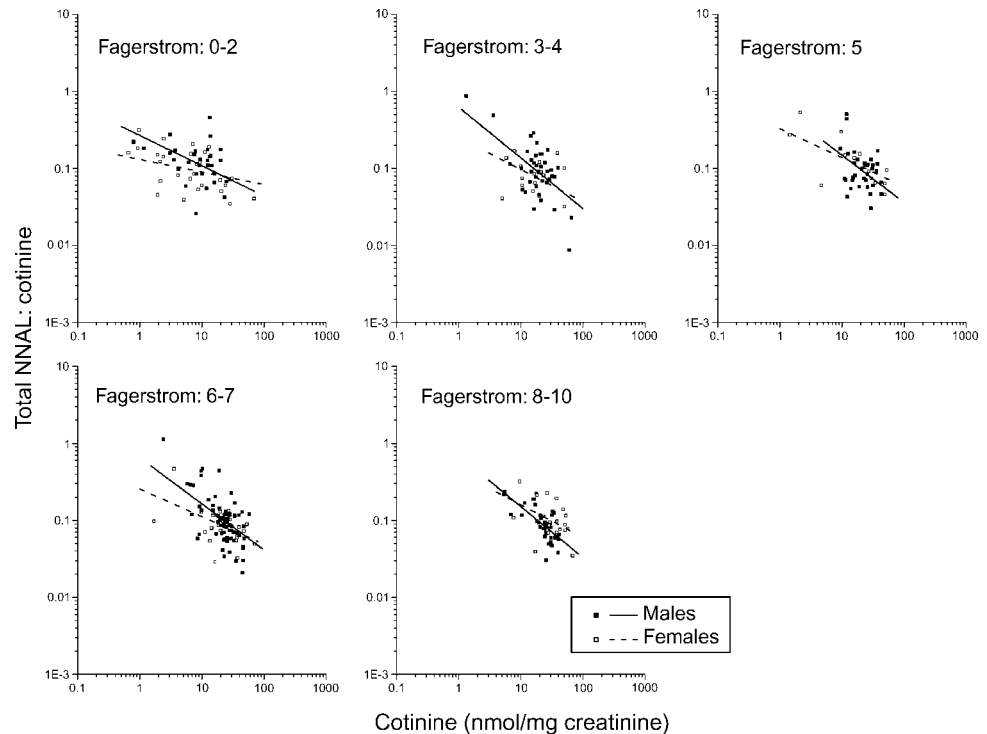 Fagerstrom: 0-2
10
1
0.1
0.01
1E-3
0.1 1 10 100 1000
Fagerstrom: 3-4
10
1
0.1
0.01
1E-3
0.1 1 10 100 1000
Fagerstrom: 5
10
1
0.1
0.01
1E-3
0.1 1 10 100 1000
Total NNAL: cotinine
Fagerstrom: 6-7
10
1
0.1
0.01
1E-3
0.1 1 10 100 1000
Fagerstrom: 8-10
10
1
0.1
0.01
1E-3
0.1 1 10 100 1000
Males
Females
Cotinine (nmol/mg creatinine)